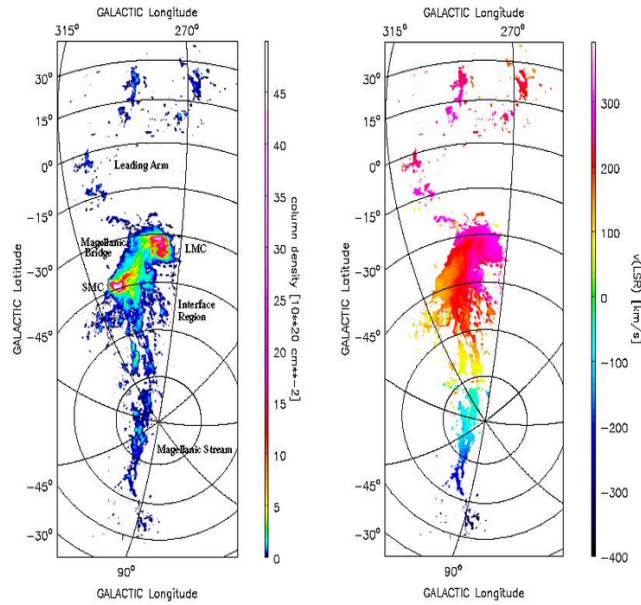 GALACTIC Longitude
315° 270°
GALACTIC Latitude
30°
15°
0°
-15°
-30°
-45°
-45°
-30°
Leading Arm
Magellanic
Bridge
LMC
SMC
Interface
Region
Magellanic Stream
90°
GALACTIC Longitude
45
40
35
30
25
20
15
10
5
0
column density [10**20 cm**-2]
GALACTIC Longitude
315° 270°
GALACTIC Latitude
30°
15°
0°
-15°
-30°
-45°
-45°
-30°
90°
GALACTIC Longitude
300
200
100
0
-100
-200
-300
-400
v(LSR) [km/s]